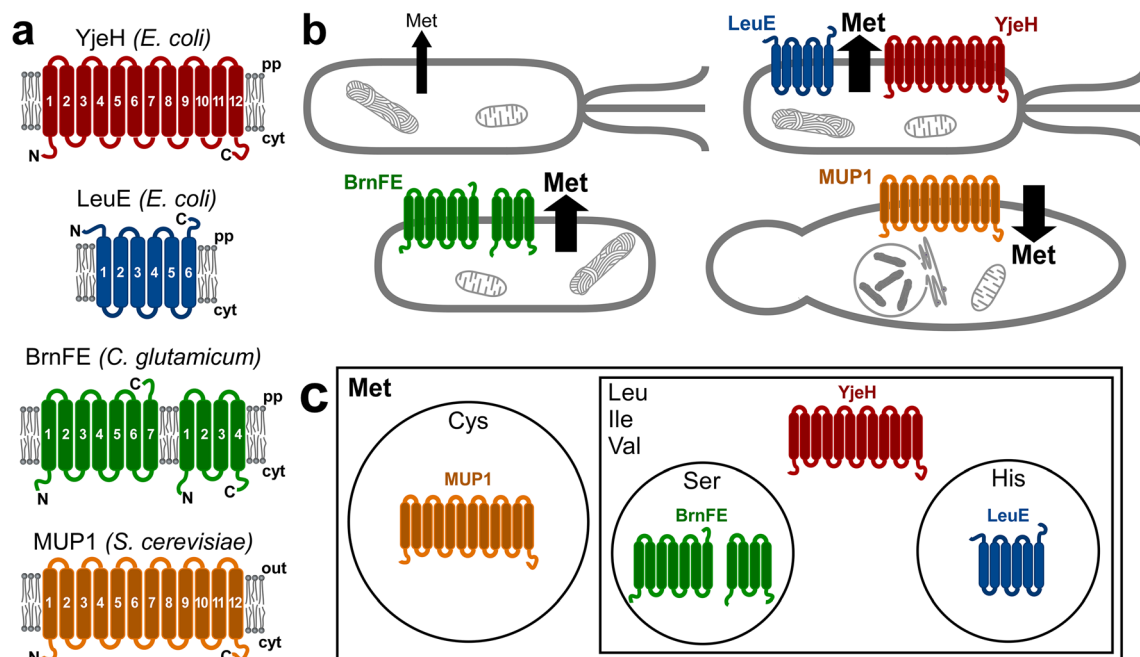 a
YjeH (E. coli)
pp
1 2 3 4 5 6 7 8 9 10 11 12
cyt
N
C
LeuE (E. coli)
C
N
pp
1 2 3 4 5 6
cyt
BrnFE (C. glutamicum)
C
pp
1 2 3 4 5 6 7 1 2 3 4
cyt
N
N
C
MUP1 (S. cerevisiae)
out
1 2 3 4 5 6 7 8 9 10 11 12
cyt
N
C
b
Met
LeuE
Met
YjeH
BrnFE
Met
MUP1
Met
c
Met
Cys
MUP1
Leu
Ile
Val
YjeH
Ser
BrnFE
His
LeuE